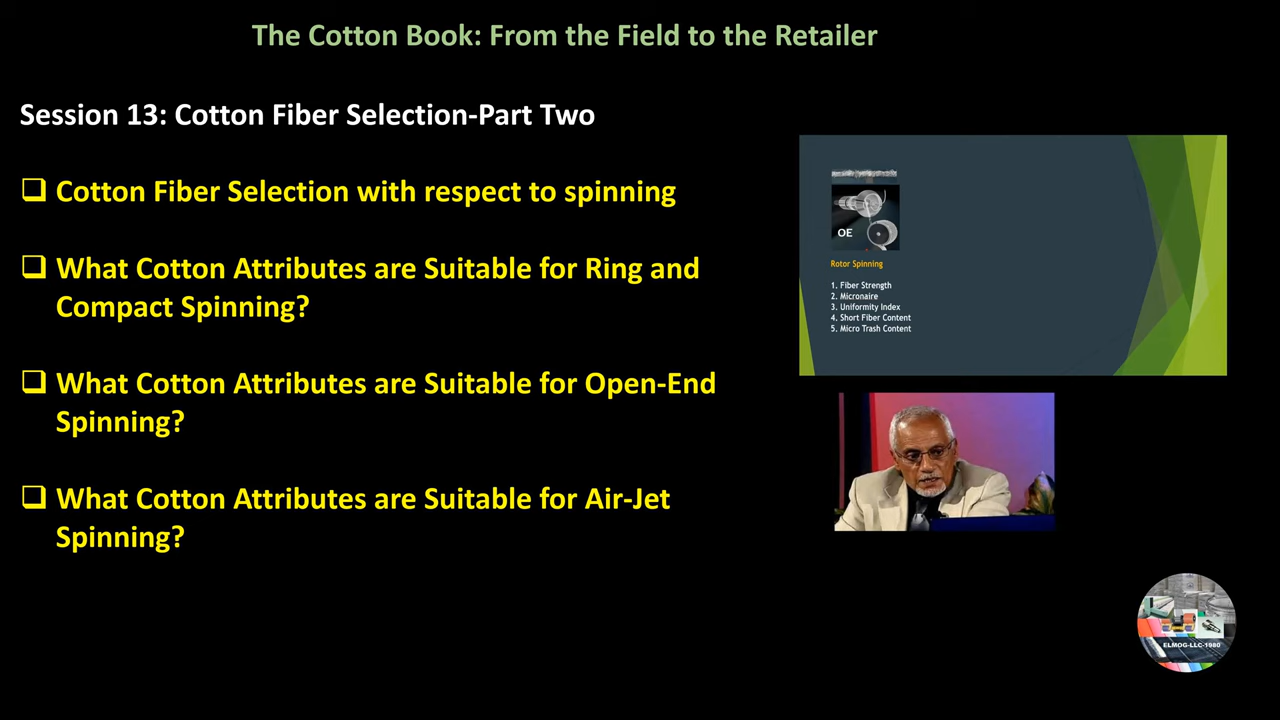 The Cotton Book: From the Field to the Retailer
Session 13: Cotton Fiber Selection-Part Two
Cotton Fiber Selection with respect to spinning
What Cotton Attributes are Suitable for Ring and
Compact Spinning?
What Cotton Attributes are Suitable for Open-End
Spinning?
What Cotton Attributes are Suitable for Air-Jet
Spinning?
OE
Rotor Spinning
1. Fiber Strength
2. Micronaire
3. Uniformity Index
4. Short Fiber Content
5. Micro Trash Content
ELMOG-LLC-1980